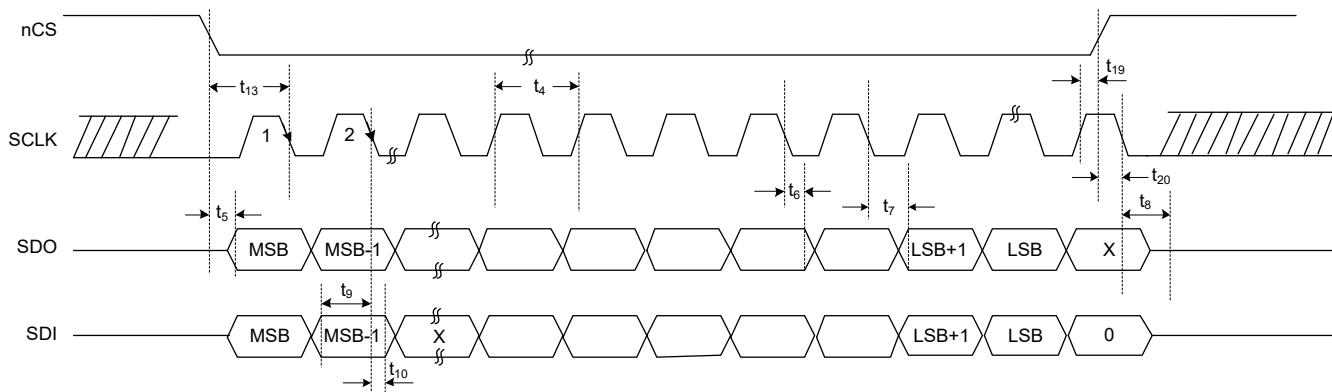 nCS
t19
t13
t4
SCLK
1
2
t20
t6
t7
t5
t8
SDO
MSB
MSB-1
LSB+1
LSB
X
t9
SDI
MSB
MSB-1
X
LSB+1
LSB
0
t10